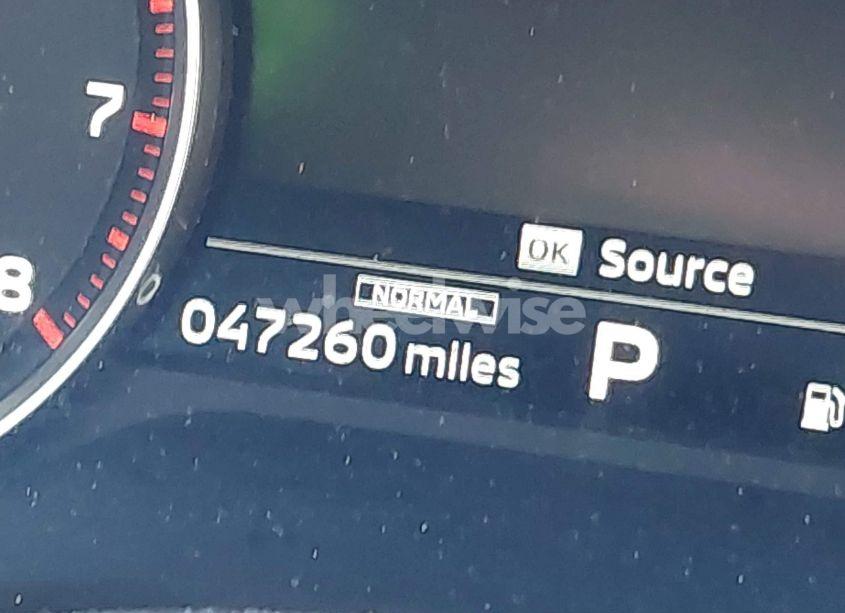 7
8
OK Source
NORMAL
047260 miles P
wheelwise